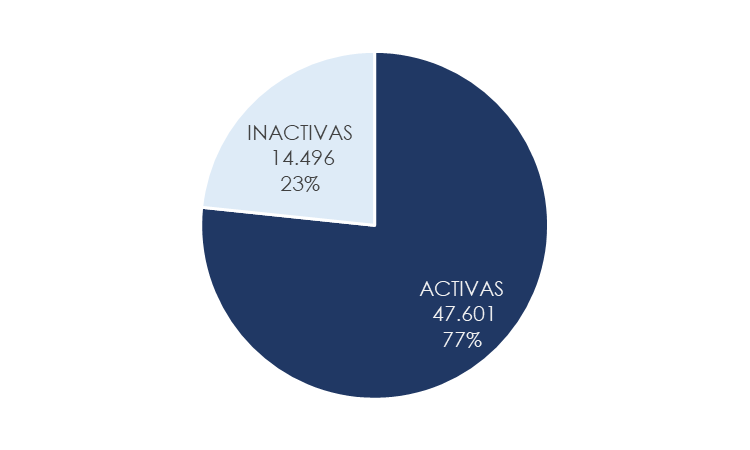 INACTIVAS
14.496
23%
ACTIVAS
47.601
77%